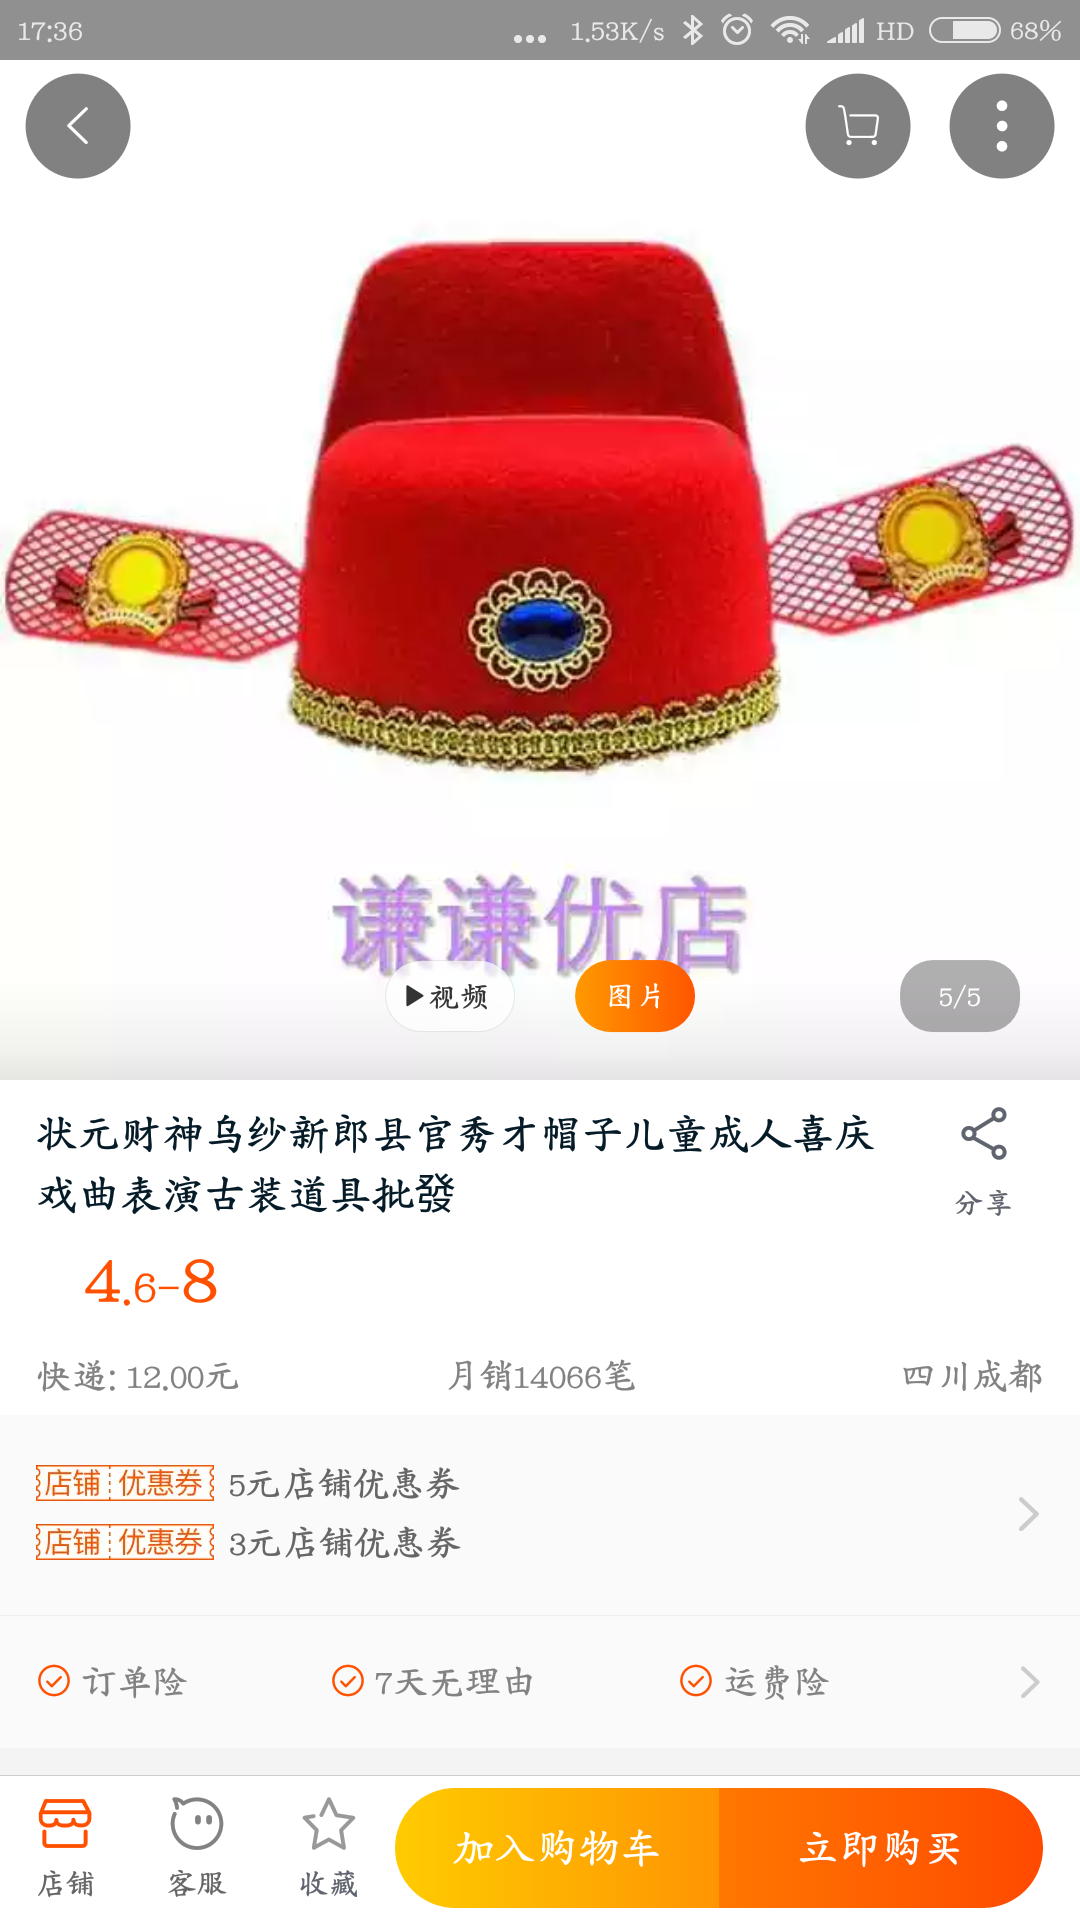 17:36
... 1.53K/s HD 68%
谦谦优店
视频
图片
5/5
状元财神乌纱新郎县官秀才帽子儿童成人喜庆
戏曲表演古装道具批發
分享
4.6-8
快递: 12.00元
月销14066笔
四川成都
店铺 优惠券 5元店铺优惠券
店铺 优惠券 3元店铺优惠券
订单险
7天无理由
运费险
店铺
客服
收藏
加入购物车
立即购买